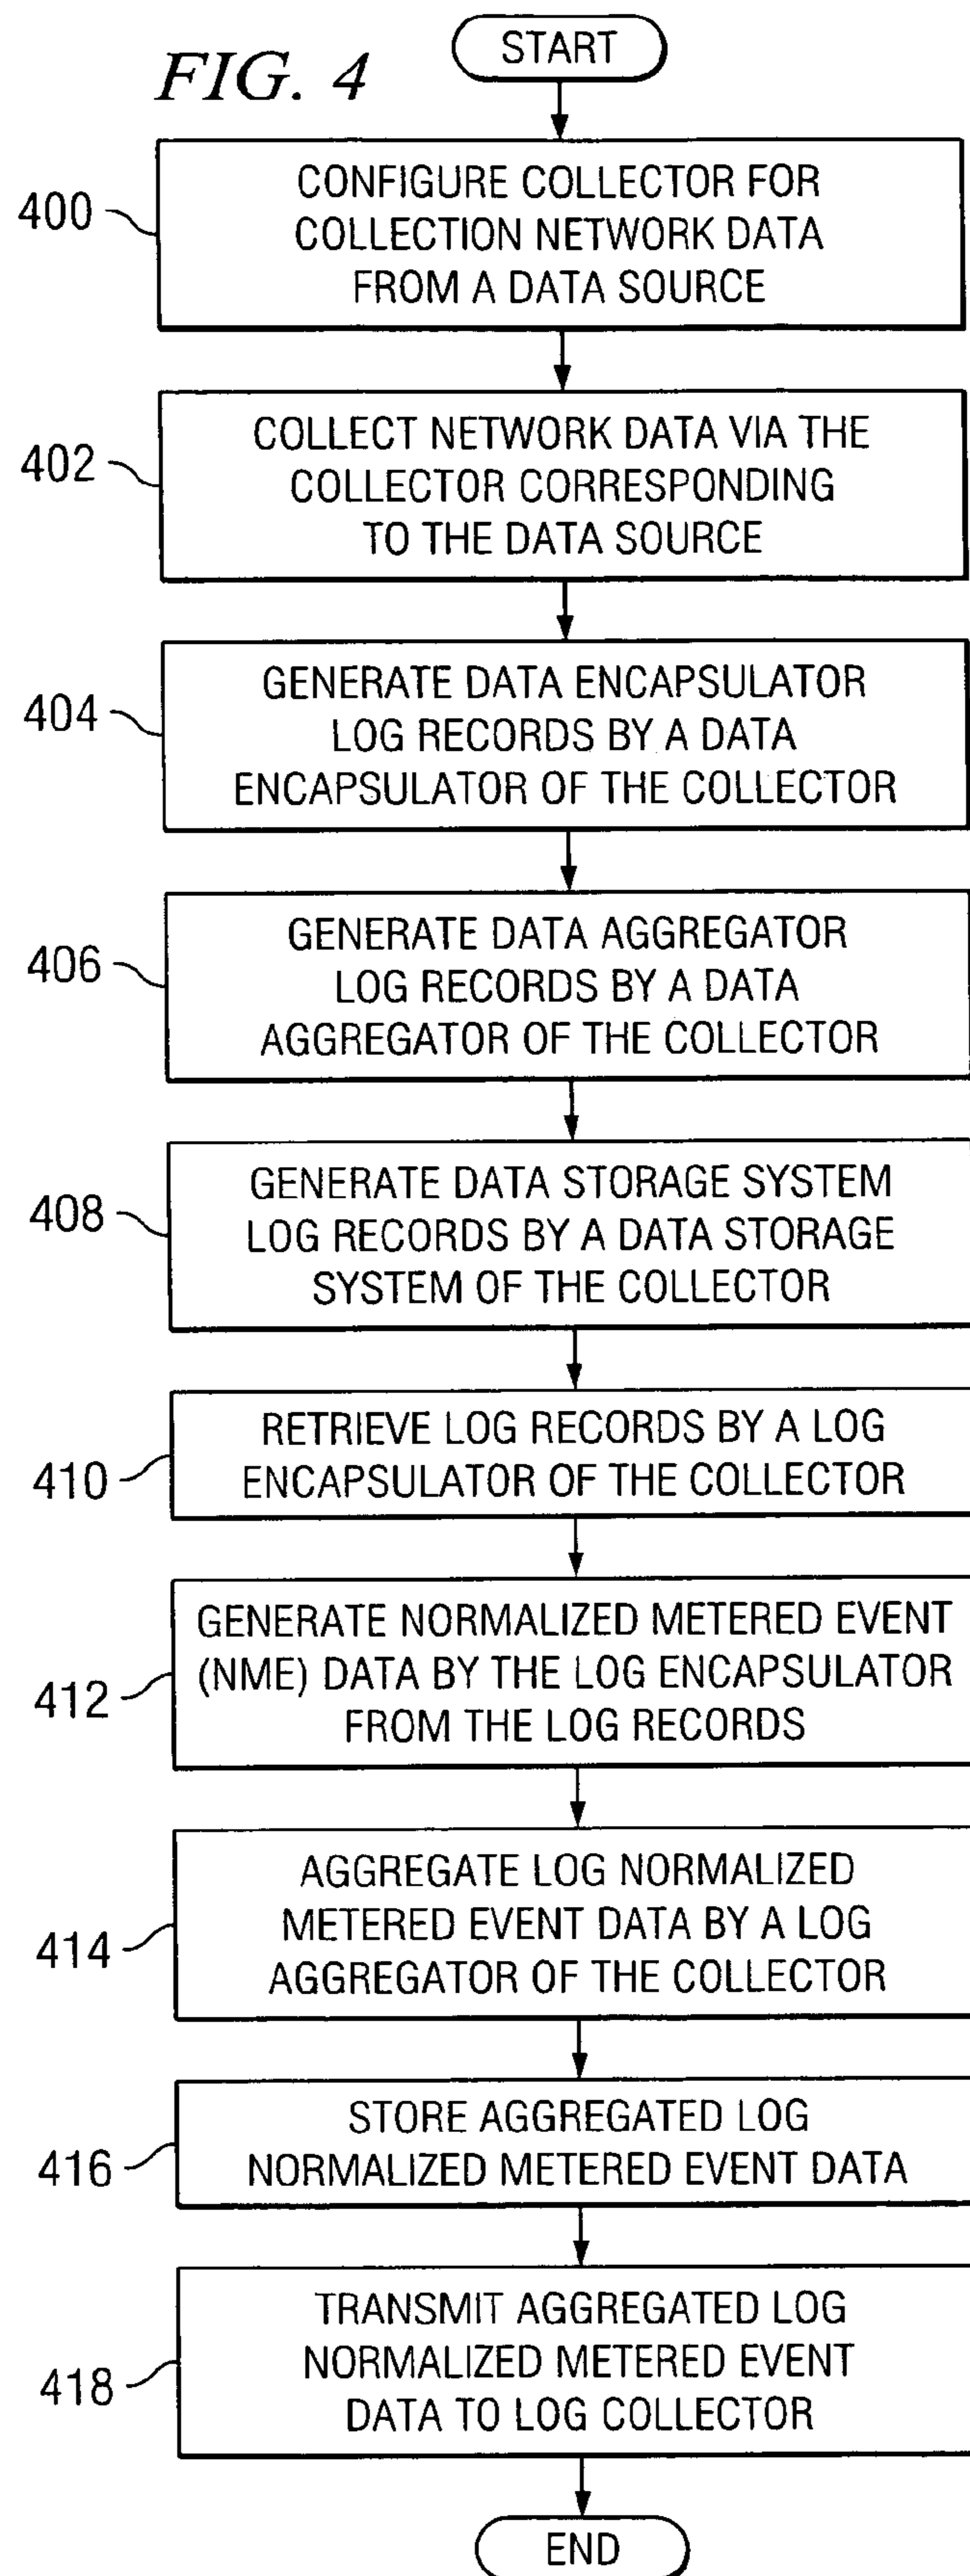 FIG. 4
START
400
CONFIGURE COLLECTOR FOR
COLLECTION NETWORK DATA
FROM A DATA SOURCE
402
COLLECT NETWORK DATA VIA THE
COLLECTOR CORRESPONDING
TO THE DATA SOURCE
404
GENERATE DATA ENCAPSULATOR
LOG RECORDS BY A DATA
ENCAPSULATOR OF THE COLLECTOR
406
GENERATE DATA AGGREGATOR
LOG RECORDS BY A DATA
AGGREGATOR OF THE COLLECTOR
408
GENERATE DATA STORAGE SYSTEM
LOG RECORDS BY A DATA STORAGE
SYSTEM OF THE COLLECTOR
410
RETRIEVE LOG RECORDS BY A LOG
ENCAPSULATOR OF THE COLLECTOR
412
GENERATE NORMALIZED METERED EVENT
(NME) DATA BY THE LOG ENCAPSULATOR
FROM THE LOG RECORDS
414
AGGREGATE LOG NORMALIZED
METERED EVENT DATA BY A LOG
AGGREGATOR OF THE COLLECTOR
416
STORE AGGREGATED LOG
NORMALIZED METERED EVENT DATA
418
TRANSMIT AGGREGATED LOG
NORMALIZED METERED EVENT
DATA TO LOG COLLECTOR
END